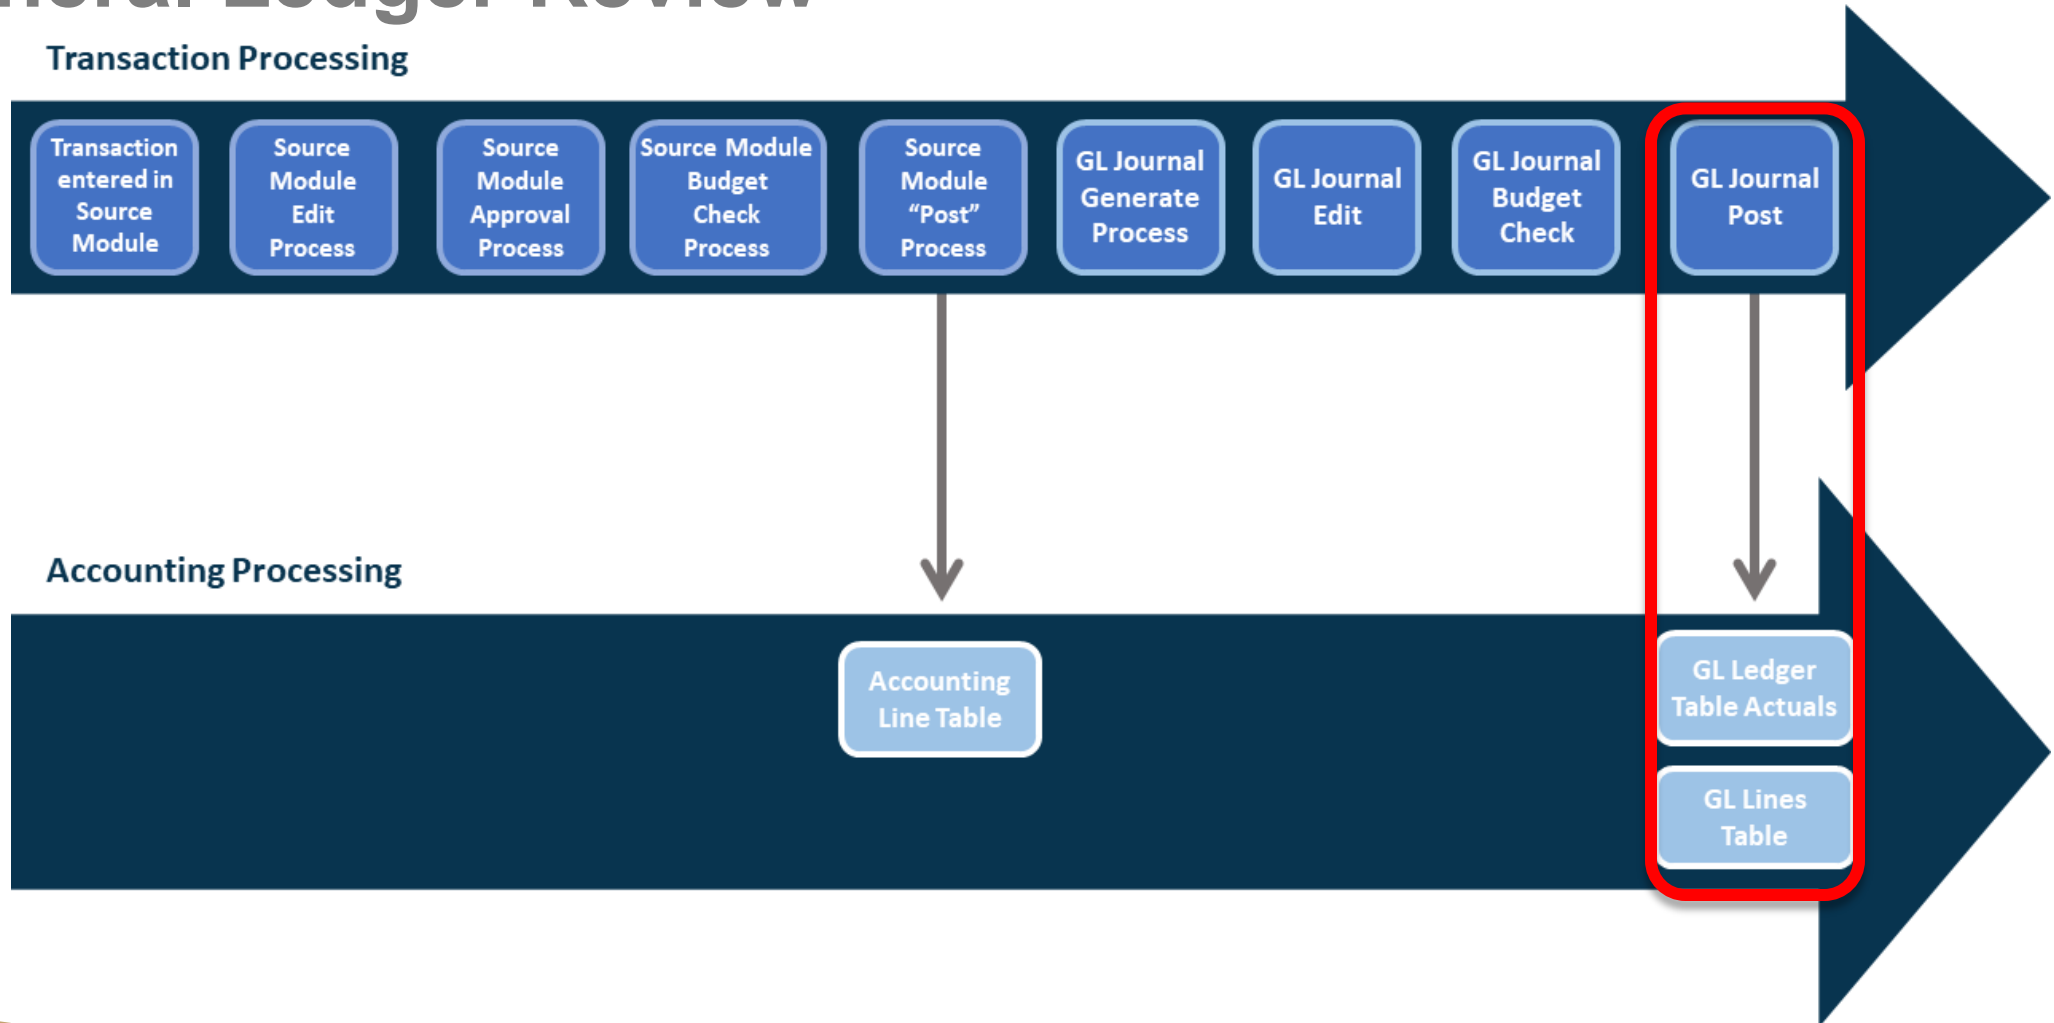 Ledger Review
Transaction Processing
Transaction
entered in
Source
Module
Source
Module
Edit
Process
Source
Module
Approval
Process
Source Module
Budget
Check
Process
Source
Module
“Post”
Process
GL Journal
Generate
Process
GL Journal
Edit
GL Journal
Budget
Check
GL Journal
Post
Accounting Processing
Accounting
Line Table
GL Ledger
Table Actuals
GL Lines
Table